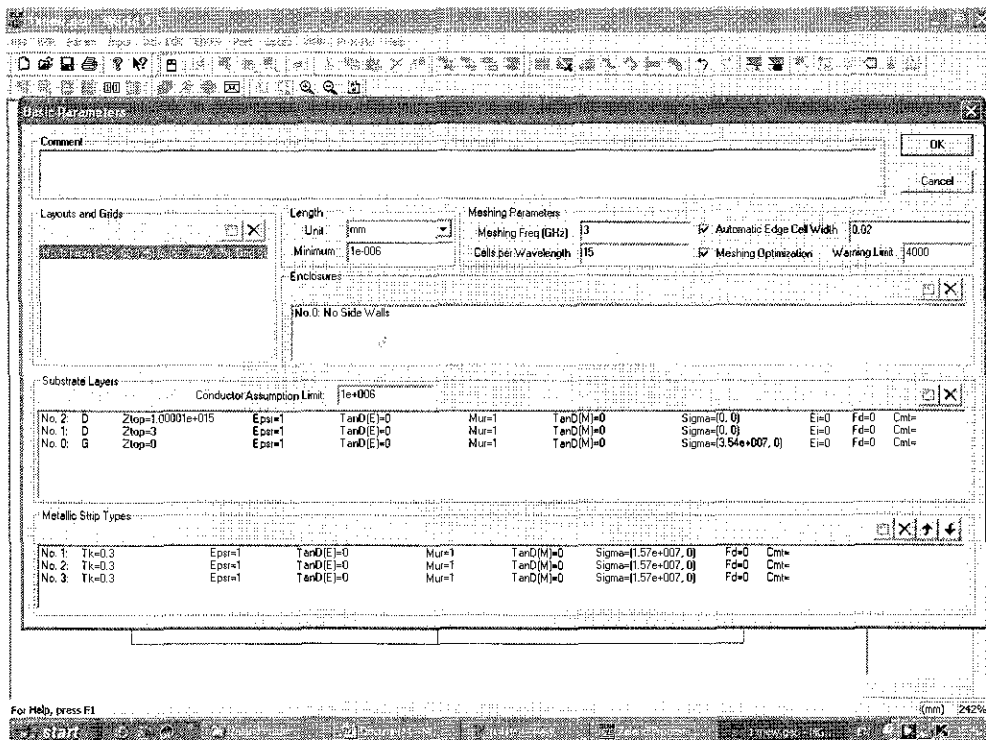 Basic Parameters
Comment
OK
Cancel
Layouts and Grids
Length
Unit mm
Minimum 1e-006
Meshing Parameters
Meshing Freq (GHz) 3
Cells per Wavelength 15
Automatic Edge Cell Width 0.02
Meshing Optimization Warning Limit 4000
Enclosures
No.0: No Side Walls
Substrate Layers
Conductor Assumption Limit: 1e+006
No. 2: D Ztop=1.00001e+015 Epsr=1 TanD(E)=0 Mur=1 TanD(M)=0 Sigma=(0, 0) Ei=0 Fd=0 Cmt=
No. 1: D Ztop=3 Epsr=1 TanD(E)=0 Mur=1 TanD(M)=0 Sigma=(0, 0) Ei=0 Fd=0 Cmt=
No. 0: G Ztop=0 Epsr=1 TanD(E)=0 Mur=1 TanD(M)=0 Sigma=(3.54e+007, 0) Ei=0 Fd=0 Cmt=
Metallic Strip Types
No. 1: Tk=0.3 Epsr=1 TanD(E)=0 Mur=1 TanD(M)=0 Sigma=(1.57e+007, 0) Fd=0 Cmt=
No. 2: Tk=0.3 Epsr=1 TanD(E)=0 Mur=1 TanD(M)=0 Sigma=(1.57e+007, 0) Fd=0 Cmt=
No. 3: Tk=0.3 Epsr=1 TanD(E)=0 Mur=1 TanD(M)=0 Sigma=(1.57e+007, 0) Fd=0 Cmt=
For Help, press F1
(mm) 242%
start